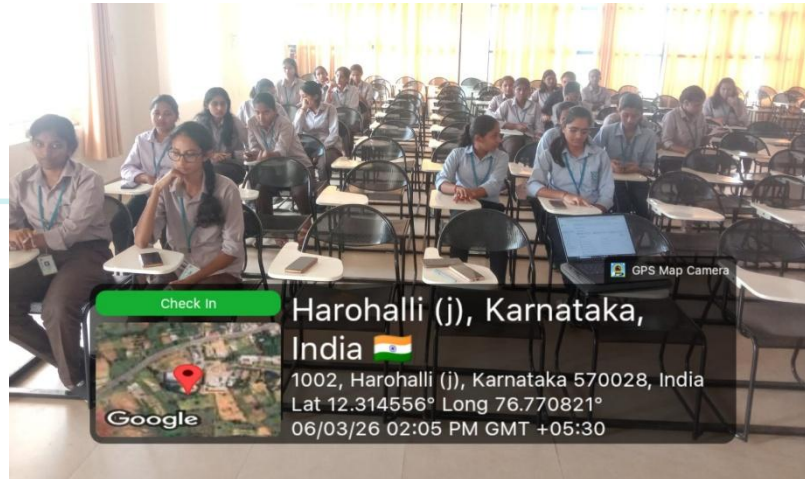 GPS Map Camera
Check In
Harohalli (j), Karnataka,
India
1002, Harohalli (j), Karnataka 570028, India
Lat 12.314556° Long 76.770821°
06/03/26 02:05 PM GMT +05:30
Google